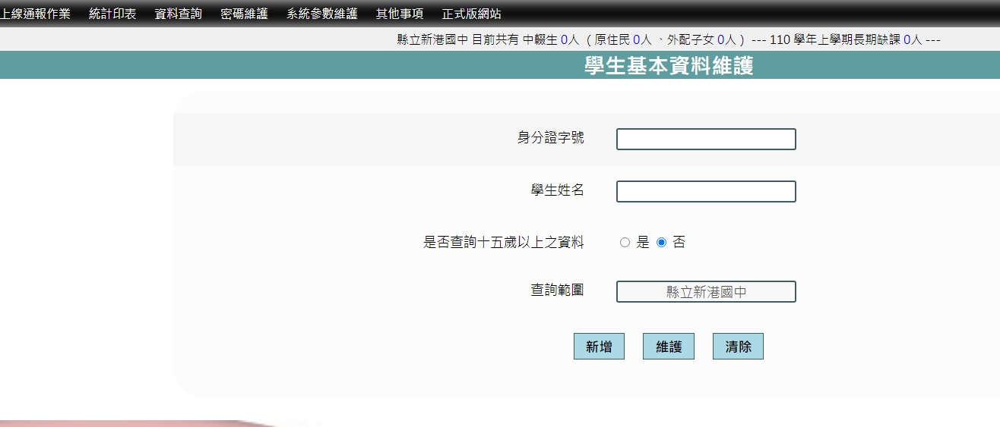 上線通報作業 統計印表 資料查詢 密碼維護 系統參數維護 其他事項 正式版網站
縣立新港國中 目前共有 中輟生 0人 （ 原住民 0人 、外配子女 0人 ） --- 110 學年上學期長期缺課 0人 ---
學生基本資料維護
身分證字號
學生姓名
是否查詢十五歲以上之資料 是 否
查詢範圍 縣立新港國中
新增 維護 清除